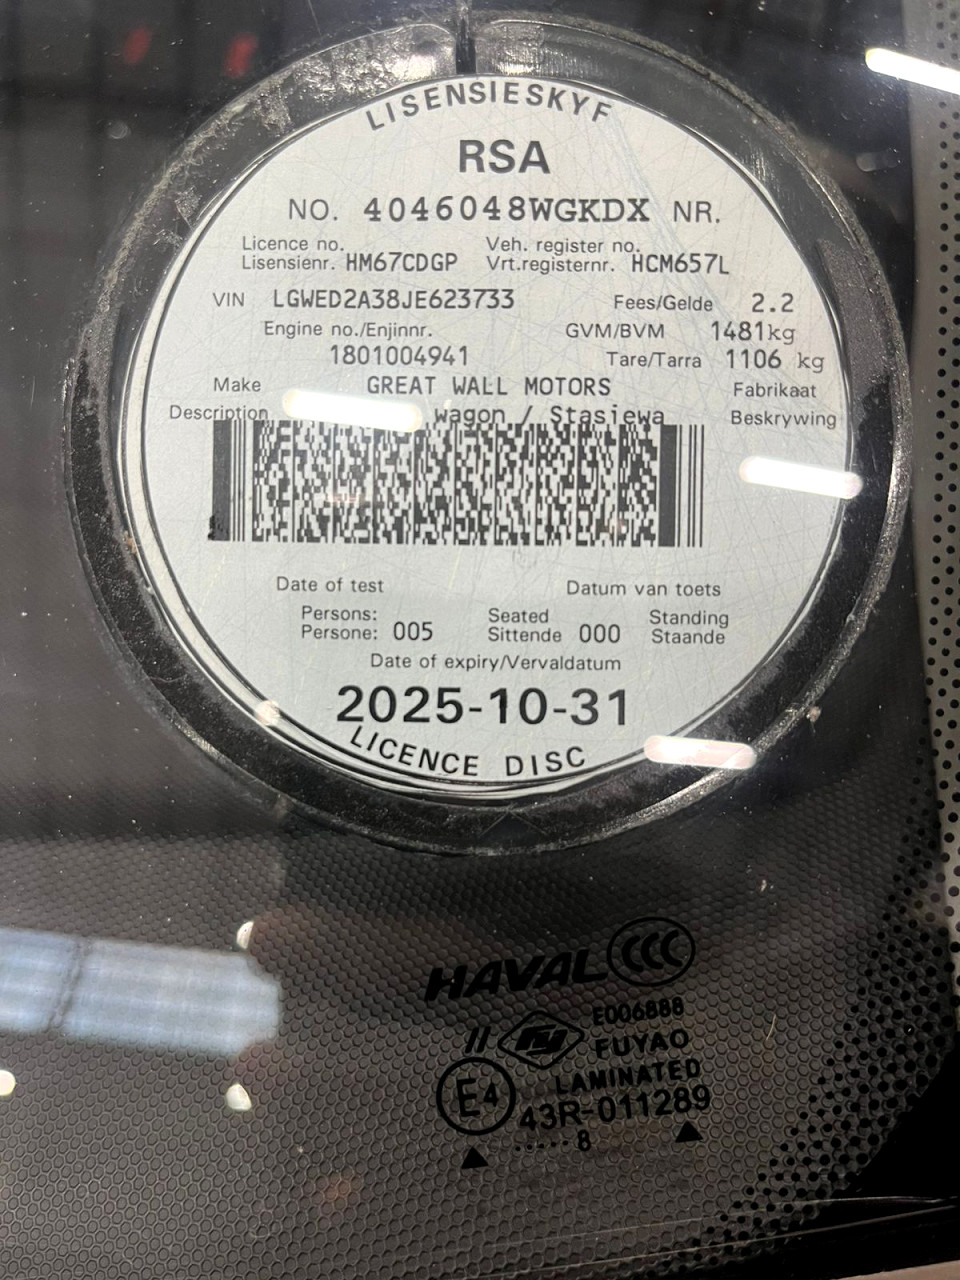 LISENSIESKYF
RSA
NO. 4046048WGKDX NR.
Licence no. Veh. register no.
Lisensienr. HM67CDGP Vrt.registernr. HCM657L
VIN LGWED2A38JE623733 Fees/Gelde 2.2
Engine no./Enjinnr. GVM/BVM 1481kg
1801004941 Tare/Tarra 1106 kg
Make GREAT WALL MOTORS Fabrikaat
Description wagon / Stasiewa Beskrywing
Date of test Datum van toets
Persons: Seated Standing
Persone: 005 Sittende 000 Staande
Date of expiry/Vervaldatum
2025-10-31
LICENCE DISC
HAVAL CCC
E006888
// fy FUYAO
LAMINATED
E4 43R-011289
.....8